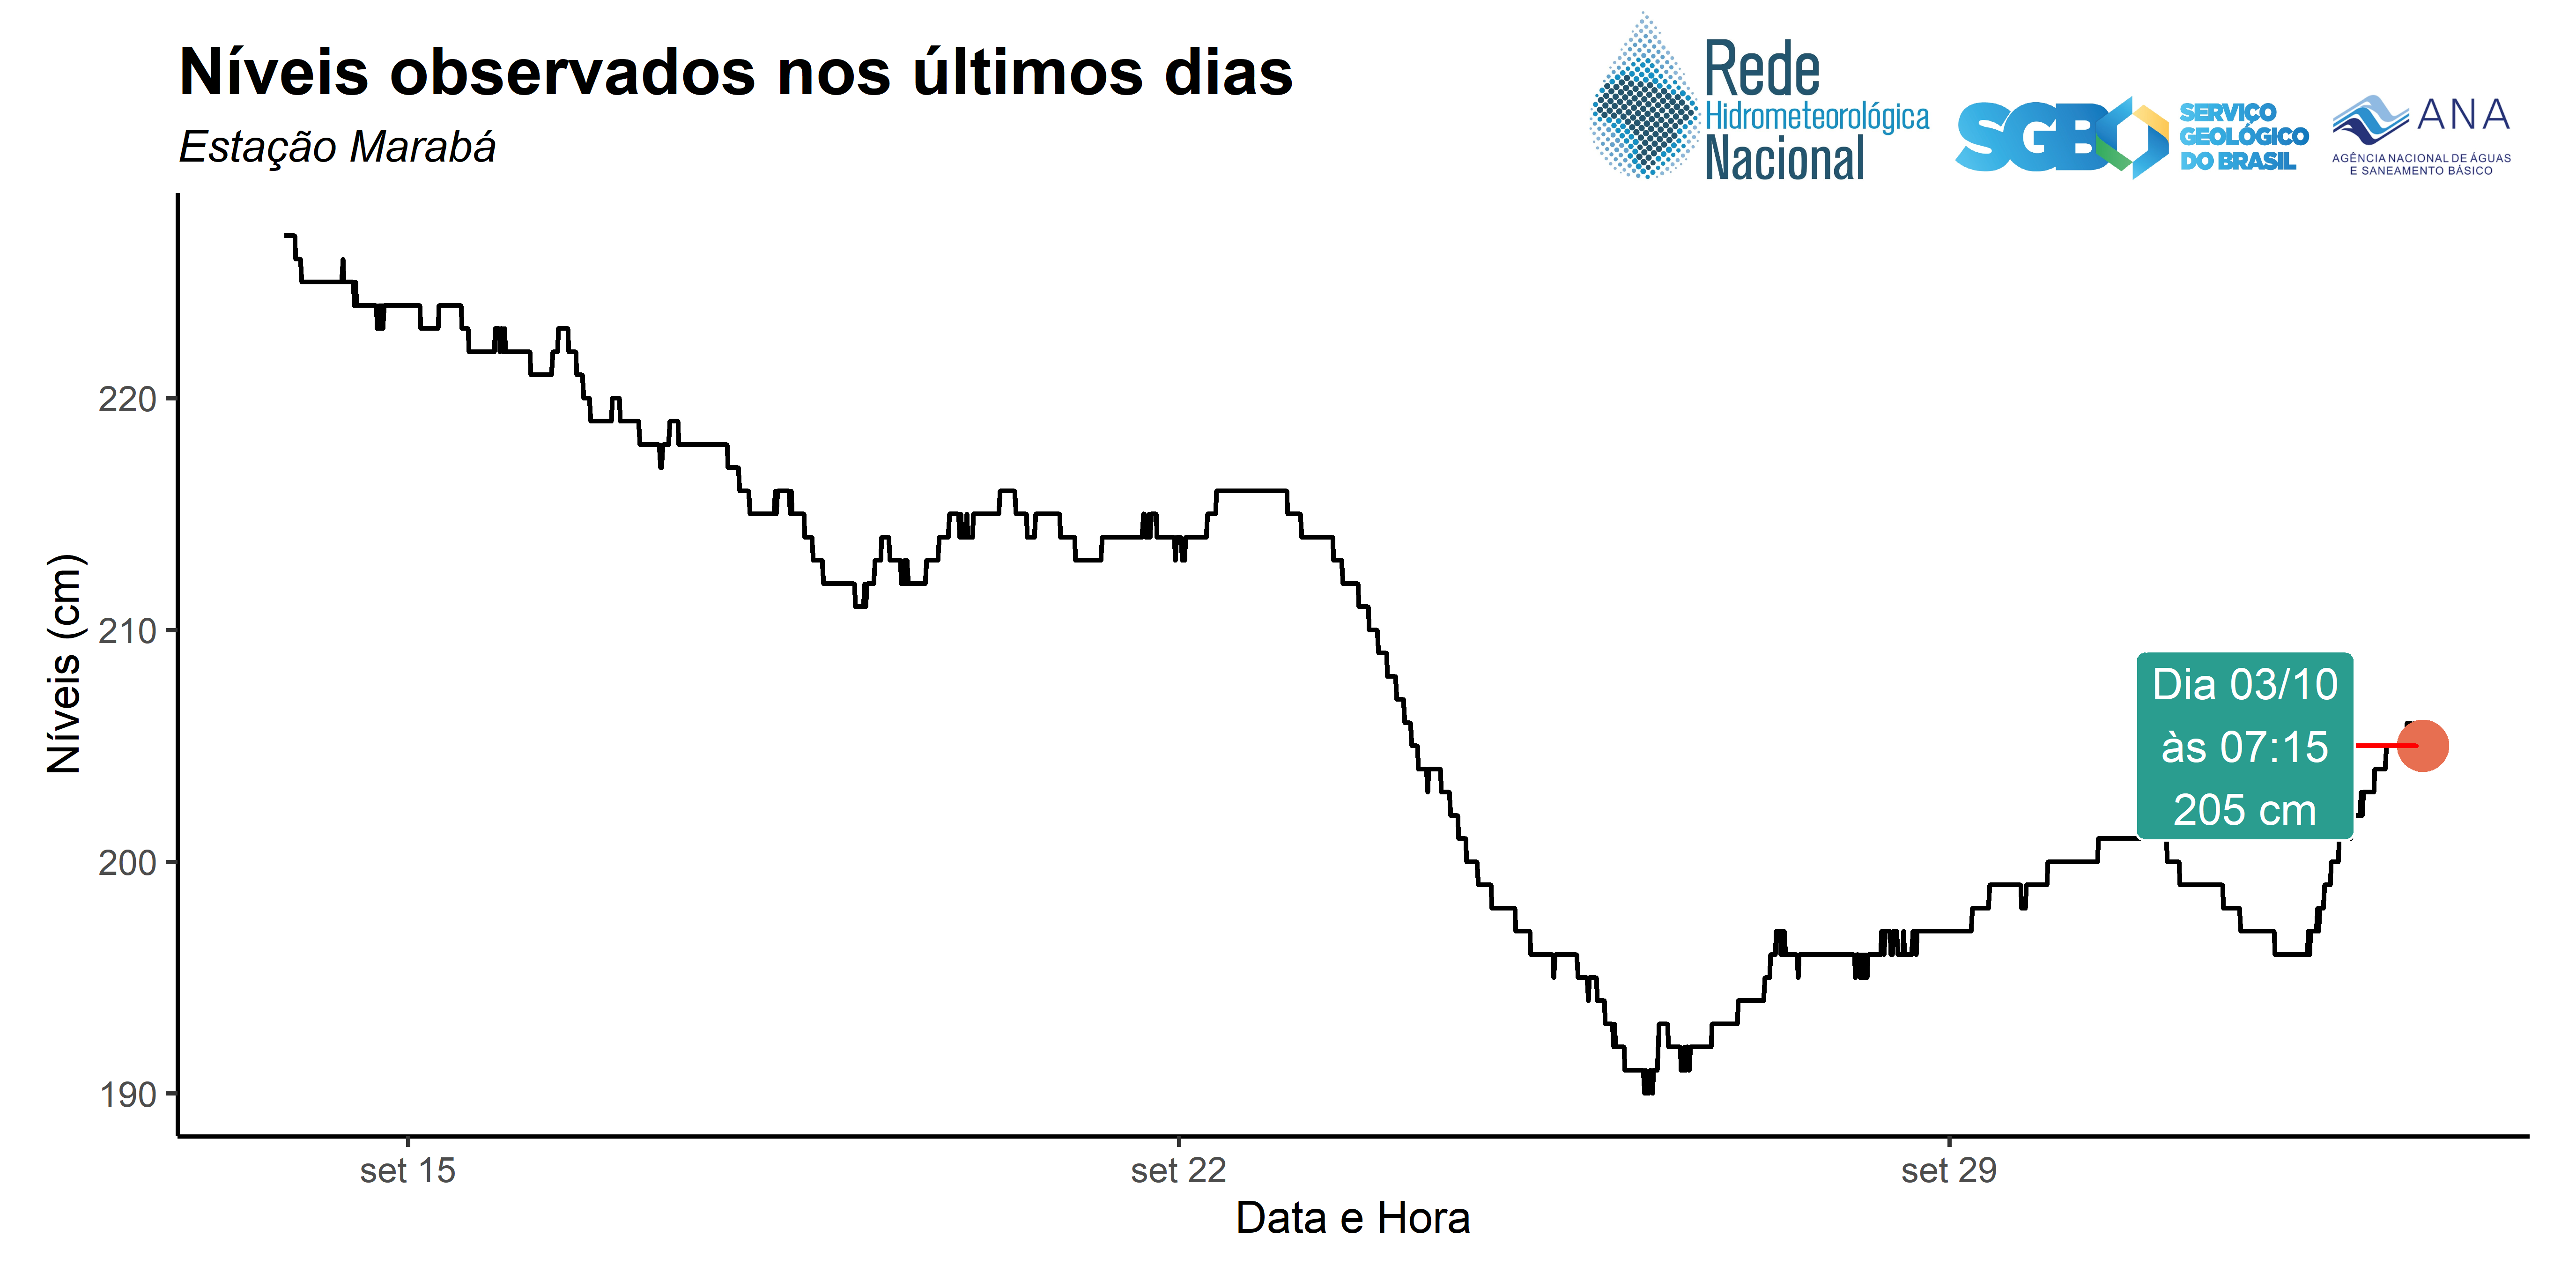 Níveis observados nos últimos dias
Estação Marabá
Rede
Hidrometeorológica
Nacional
SGB
SERVIÇO
GEOLÓGICO
DO BRASIL
ANA
AGÊNCIA NACIONAL DE ÁGUAS
E SANEAMENTO BÁSICO
Níveis (cm)
220
210
200
190
Dia 03/10
às 07:15
205 cm
set 15
set 22
set 29
Data e Hora